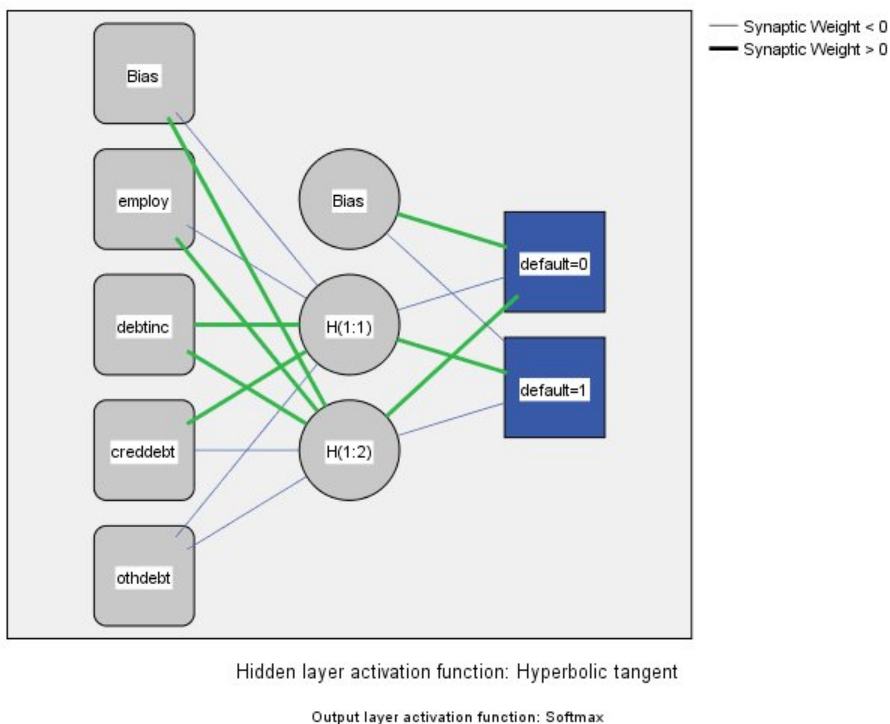 Synaptic Weight < 0
Synaptic Weight > 0
Bias
employ
debtinc
creddebt
othdebt
Bias
H(1:1)
H(1:2)
default=0
default=1
Hidden layer activation function: Hyperbolic tangent
Output layer activation function: Softmax